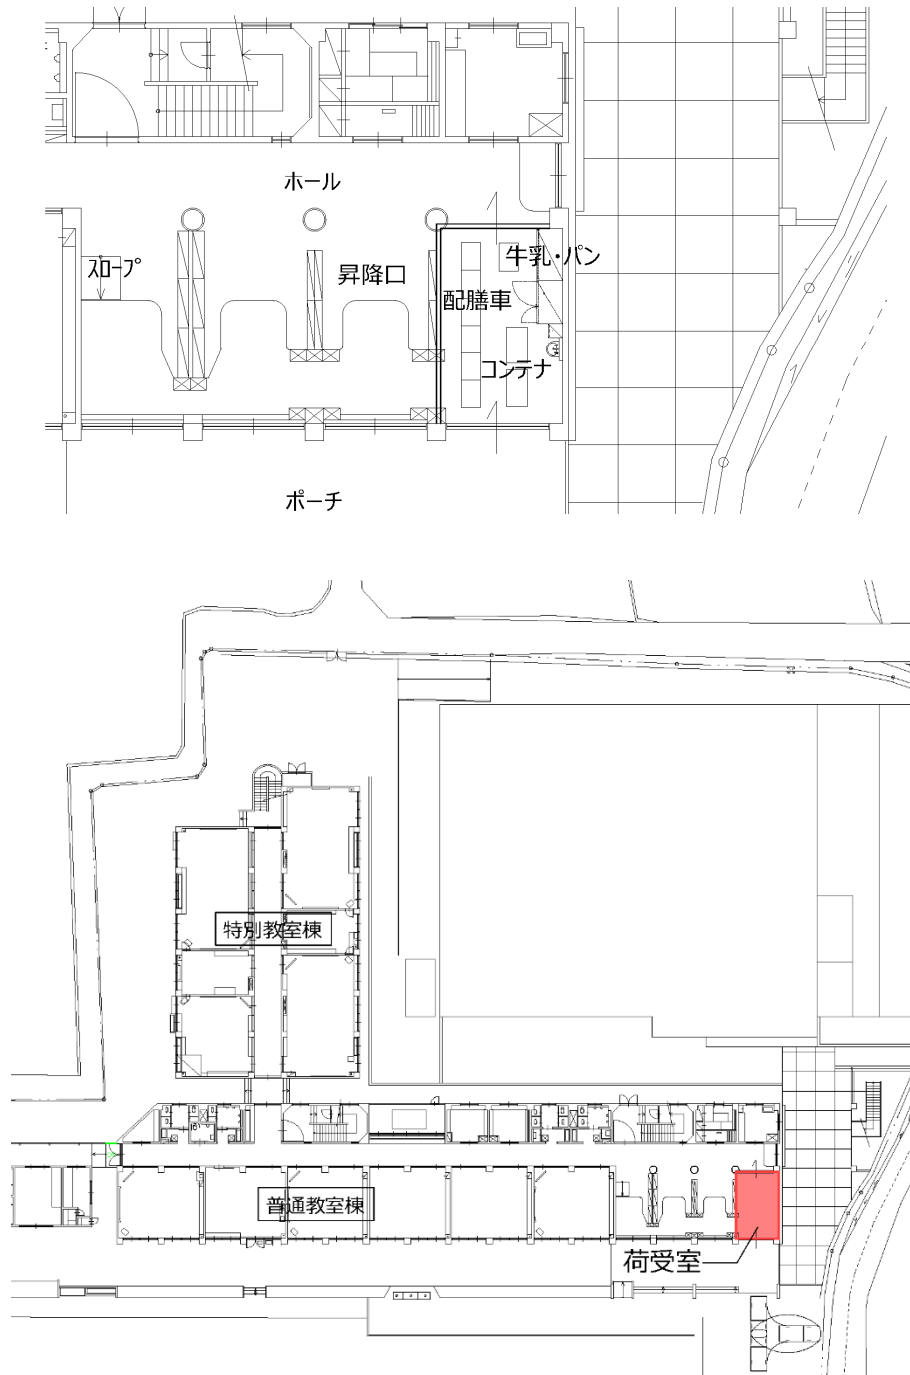 ホール
牛乳・パン
スロープ
昇降口
配膳車
コンテナ
ポーチ
特別教室棟
普通教室棟
荷受室